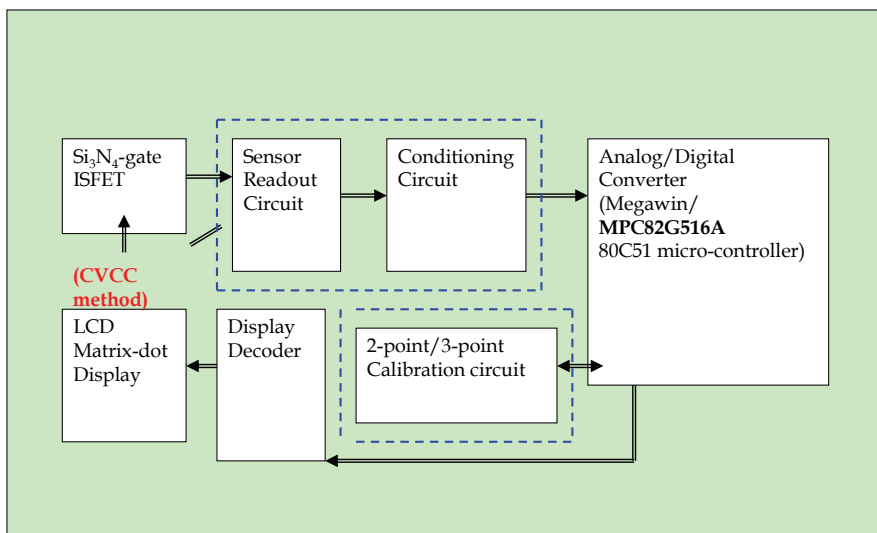 Si₃N₄-gate
ISFET
Sensor
Readout
Circuit
Conditioning
Circuit
Analog/Digital
Converter
(Megawin/
MPC82G516A
80C51 micro-controller)
(CVCC
method)
LCD
Matrix-dot
Display
Display
Decoder
2-point/3-point
Calibration circuit